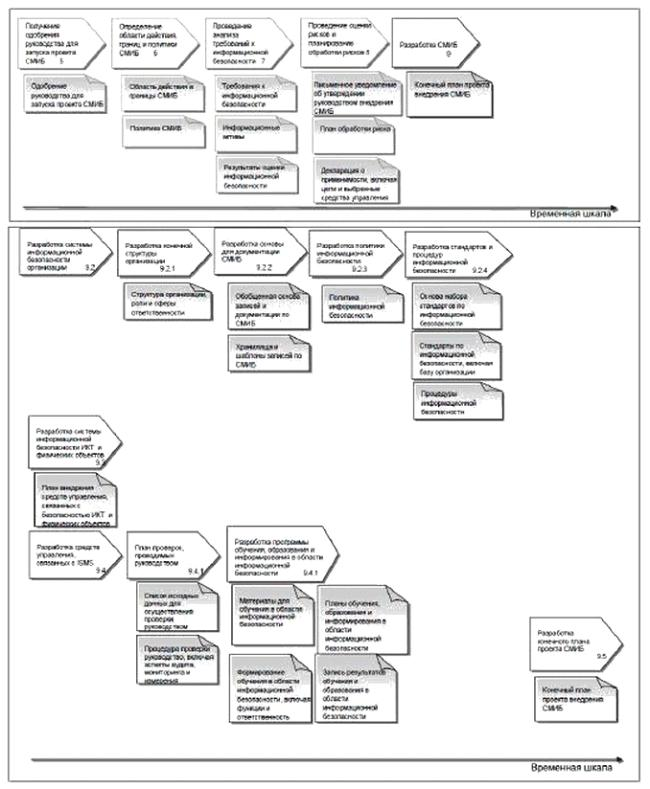 Получение
одобрения
руководства для
запуска проекта
СМИБ 5
Определение
области действия,
границ и политики
СМИБ 6
Проведение
анализа
требований к
информационной
безопасности 7
Проведение оценки
рисков и
планирование
обработки рисков 8
Разработка СМИБ
9
Одобрение
руководства для
запуска проекта СМИБ
Область действия и
границы СМИБ
Политика СМИБ
Требования к
информационной
безопасности
Информационные
активы
Результаты оценки
информационной
безопасности
Письменное уведомление
об утверждении
руководством внедрения
СМИБ
План обработки риска
Декларация о
применимости, включая
цели и выбранные
средства управления
Конечный план проекта
внедрения СМИБ
Временная шкала
Разработка системы
информационной
безопасности
организации 9.2
Разработка конечной
структуры
организации
9.2.1
Разработка основы
для документации
СМИБ
9.2.2
Разработка политики
информационной
безопасности
9.2.3
Разработка стандартов и
процедур
информационной
безопасности 9.2.4
Структура организации,
роли и сферы
ответственности
Обобщенная основа
записей и
документации по
СМИБ
Хранилища и
шаблоны записей по
СМИБ
Политика
информационной
безопасности
Основа набора
стандартов по
информационной
безопасности
Стандарты по
информационной
безопасности, включая
базу организации
Процедуры
информационной
безопасности
Разработка системы
информационной
безопасности ИКТ и
физических объектов
9.3
План внедрения
средств управления,
связанных с
безопасностью ИКТ и
физических объектов
Разработка средств
управления,
связанных с ISMS
9.4
План проверок,
проводимых
руководством
9.4.1
Разработка программы
обучения, образования и
информирования в области
информационной
безопасности 9.4.1
Список исходных
данных для
осуществления
проверки
руководством
Процедура проверки
руководство, включая
аспекты аудита,
мониторинга и
измерения
Материалы для
обучения в области
информационной
безопасности
Планы обучения,
образования и
информирования в
области
информационной
безопасности
Формирование
обучения в области
информационной
безопасности, включая
функции и
ответственность
Запись результатов
обучения и
образования в
области
информационной
безопасности
Разработка
конечного плана
проекта СМИБ
9.5
Конечный план
проекта внедрения
СМИБ
Временная шкала